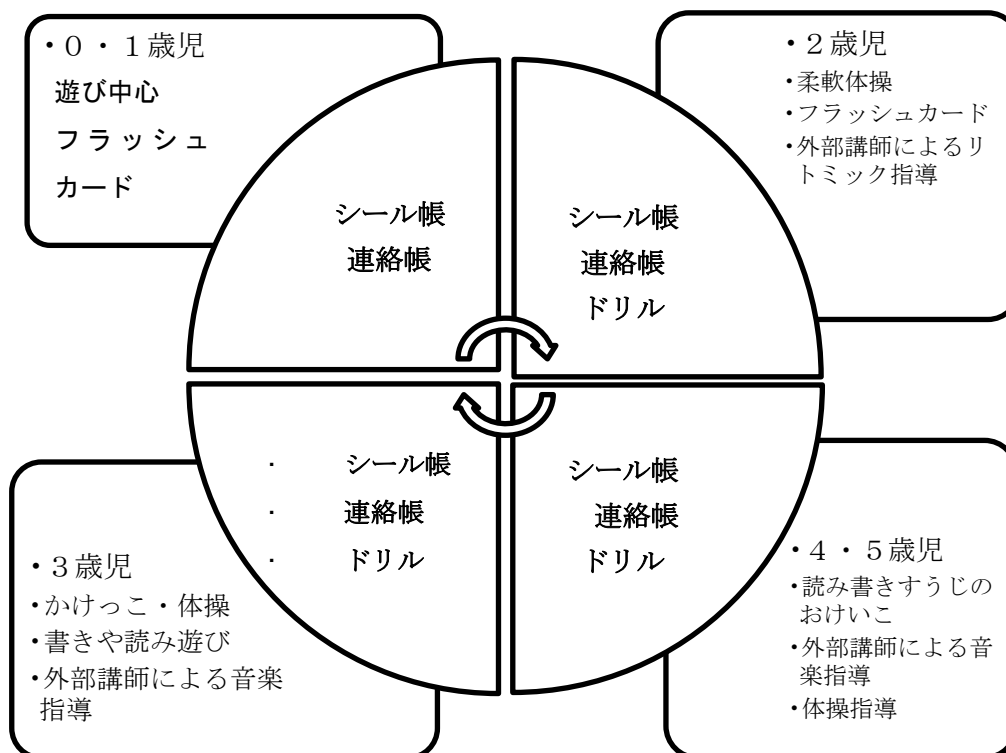 ・０・１歳児
遊び中心
フラッシュ
カード
シール帳
連絡帳
・２歳児
・柔軟体操
・フラッシュカード
・外部講師によるリ
トミック指導
シール帳
連絡帳
ドリル
・３歳児
・かけっこ・体操
・書きや読み遊び
・外部講師による音楽
指導
・ シール帳
・ 連絡帳
・ ドリル
・４・５歳児
・読み書きすうじの
おけいこ
・外部講師による音
楽指導
・体操指導
シール帳
連絡帳
ドリル